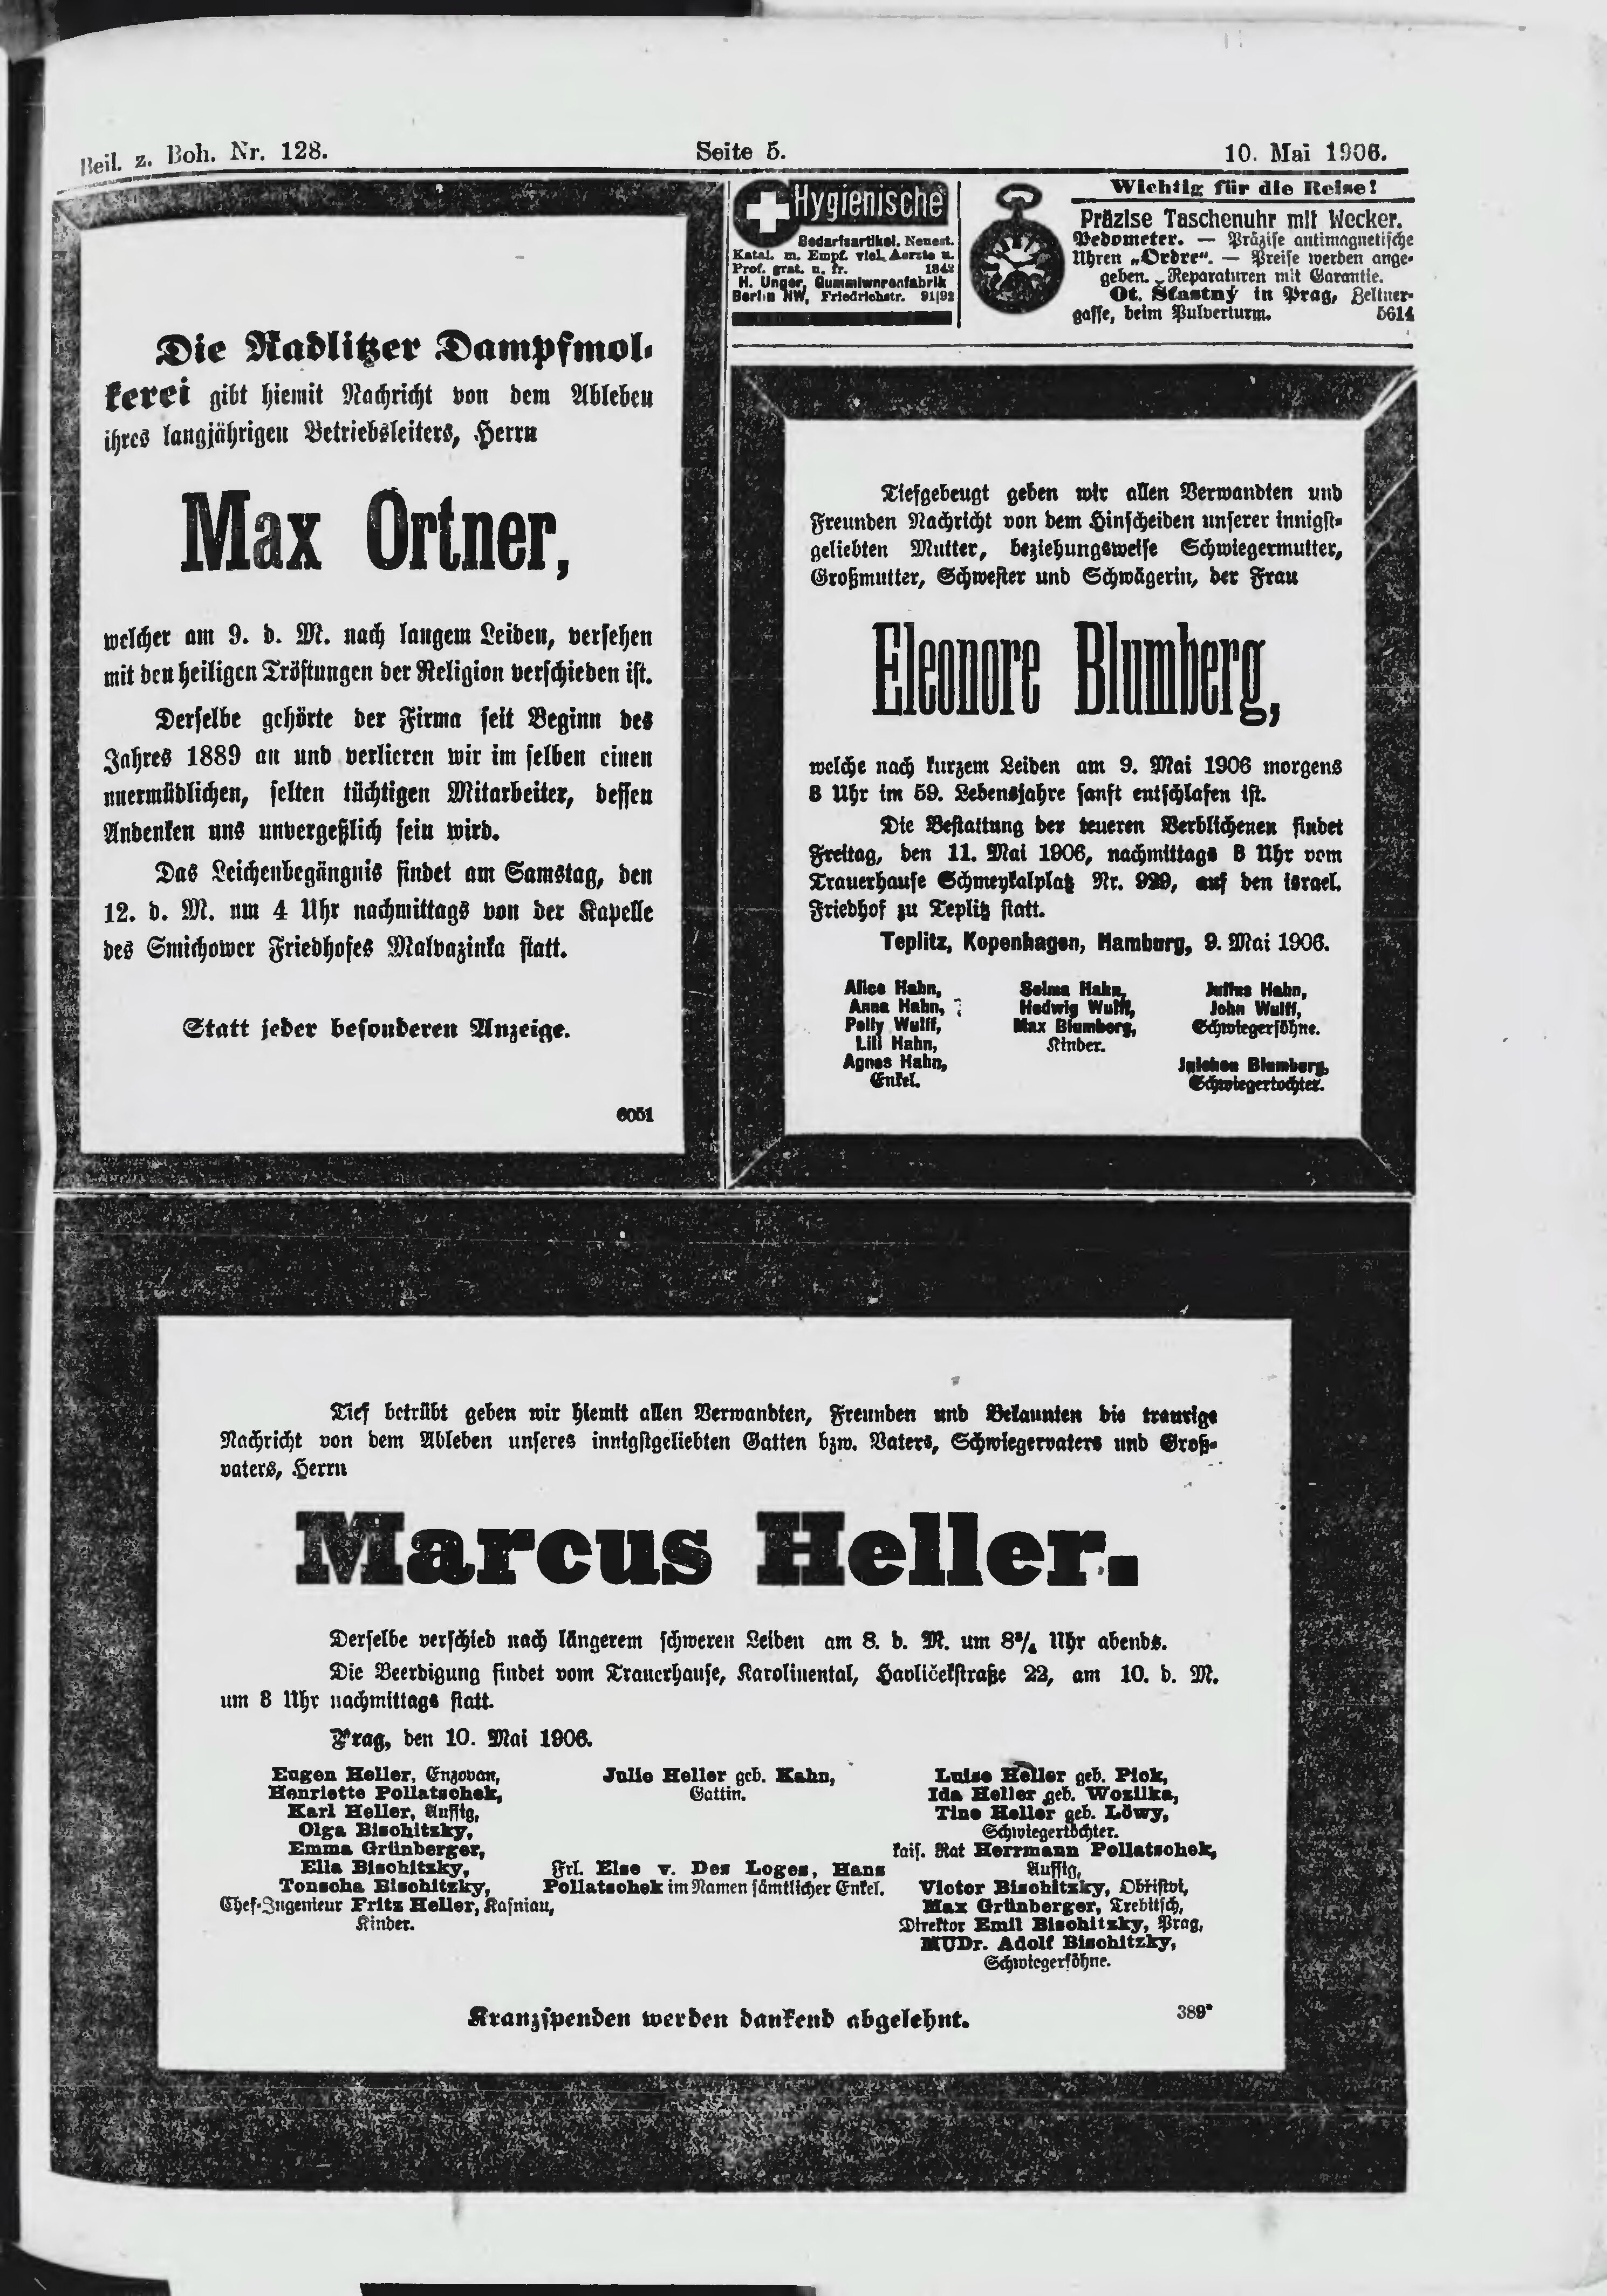 Beil. z. Boh. Nr. 128.
Seite 5.
10. Mai 1906.
Die Radlitzer Dampfmol-
kerei gibt hiemit Nachricht von dem Ableben
ihres langjährigen Betriebsleiters, Herrn
Max Ortner,
welcher am 9. d. M. nach langem Leiden, versehen
mit den heiligen Tröstungen der Religion verschieden ist.
Derselbe gehörte der Firma seit Beginn des
Jahres 1889 an und verlieren wir im selben einen
unermüdlichen, selten tüchtigen Mitarbeiter, dessen
Andenken uns unvergeßlich sein wird.
Das Leichenbegängnis findet am Samstag, den
12. d. M. um 4 Uhr nachmittags von der Kapelle
des Smichower Friedhofes Malvazinka statt.
Statt jeder besonderen Anzeige.
6051
Hygienische
Bedarfsartikel. Neuest.
Katal. m. Empf. viel. Aerzte u.
Prof. grat. u. fr. 1842
H. Unger, Gummiwarenfabrik
Berlin NW, Friedrichstr. 91|92
Wichtig für die Reise!
Präzise Taschenuhr mit Wecker.
Pedometer. — Präzise antimagnetische
Uhren „Ordre“. — Preise werden ange-
geben. Reparaturen mit Garantie.
Ot. Šťastný in Prag, Zeltner-
gasse, beim Pulverturm. 5614
Tiefgebeugt geben wir allen Verwandten und
Freunden Nachricht von dem Hinscheiden unserer innigst-
geliebten Mutter, beziehungsweise Schwiegermutter,
Großmutter, Schwester und Schwägerin, der Frau
Eleonore Blumberg,
welche nach kurzem Leiden am 9. Mai 1906 morgens
8 Uhr im 59. Lebensjahre sanft entschlafen ist.
Die Bestattung der teueren Verblichenen findet
Freitag, den 11. Mai 1906, nachmittags 3 Uhr vom
Trauerhause Schmeykalplatz Nr. 929, auf den israel.
Friedhof zu Teplitz statt.
Teplitz, Kopenhagen, Hamburg, 9. Mai 1906.
Alice Hahn,
Anna Hahn,
Polly Wulff,
Lili Hahn,
Agnes Hahn,
Enkel.
Selma Hahn,
Hedwig Wulff,
Max Blumberg,
Kinder.
Julius Hahn,
John Wulff,
Schwiegersöhne.
Julchen Blumberg,
Schwiegertochter.
Tief betrübt geben wir hiemit allen Verwandten, Freunden und Bekannten die traurige
Nachricht von dem Ableben unseres innigstgeliebten Gatten bzw. Vaters, Schwiegervaters und Groß-
vaters, Herrn
Marcus Heller.
Derselbe verschied nach längerem schweren Leiden am 8. d. M. um 8¾ Uhr abends.
Die Beerdigung findet vom Trauerhause, Karolinental, Havlíčekstraße 22, am 10. d. M.
um 3 Uhr nachmittags statt.
Prag, den 10. Mai 1906.
Eugen Heller, Enzovan,
Henriette Pollatschek,
Karl Heller, Aussig,
Olga Bischitzky,
Emma Grünberger,
Ella Bischitzky,
Tonscha Bischitzky,
Chef-Ingenieur Fritz Heller, Kasniau,
Kinder.
Julie Heller geb. Kahn,
Gattin.
Frl. Else v. Des Loges, Hans
Pollatschek im Namen sämtlicher Enkel.
Luise Heller geb. Pick,
Ida Heller geb. Wozilka,
Tine Heller geb. Löwy,
Schwiegertöchter.
kais. Rat Herrmann Pollatschek,
Aussig,
Victor Bischitzky, Obristvi,
Max Grünberger, Trebitsch,
Direktor Emil Bischitzky, Prag,
MUDr. Adolf Bischitzky,
Schwiegersöhne.
Kranzspenden werden dankend abgelehnt.
389*